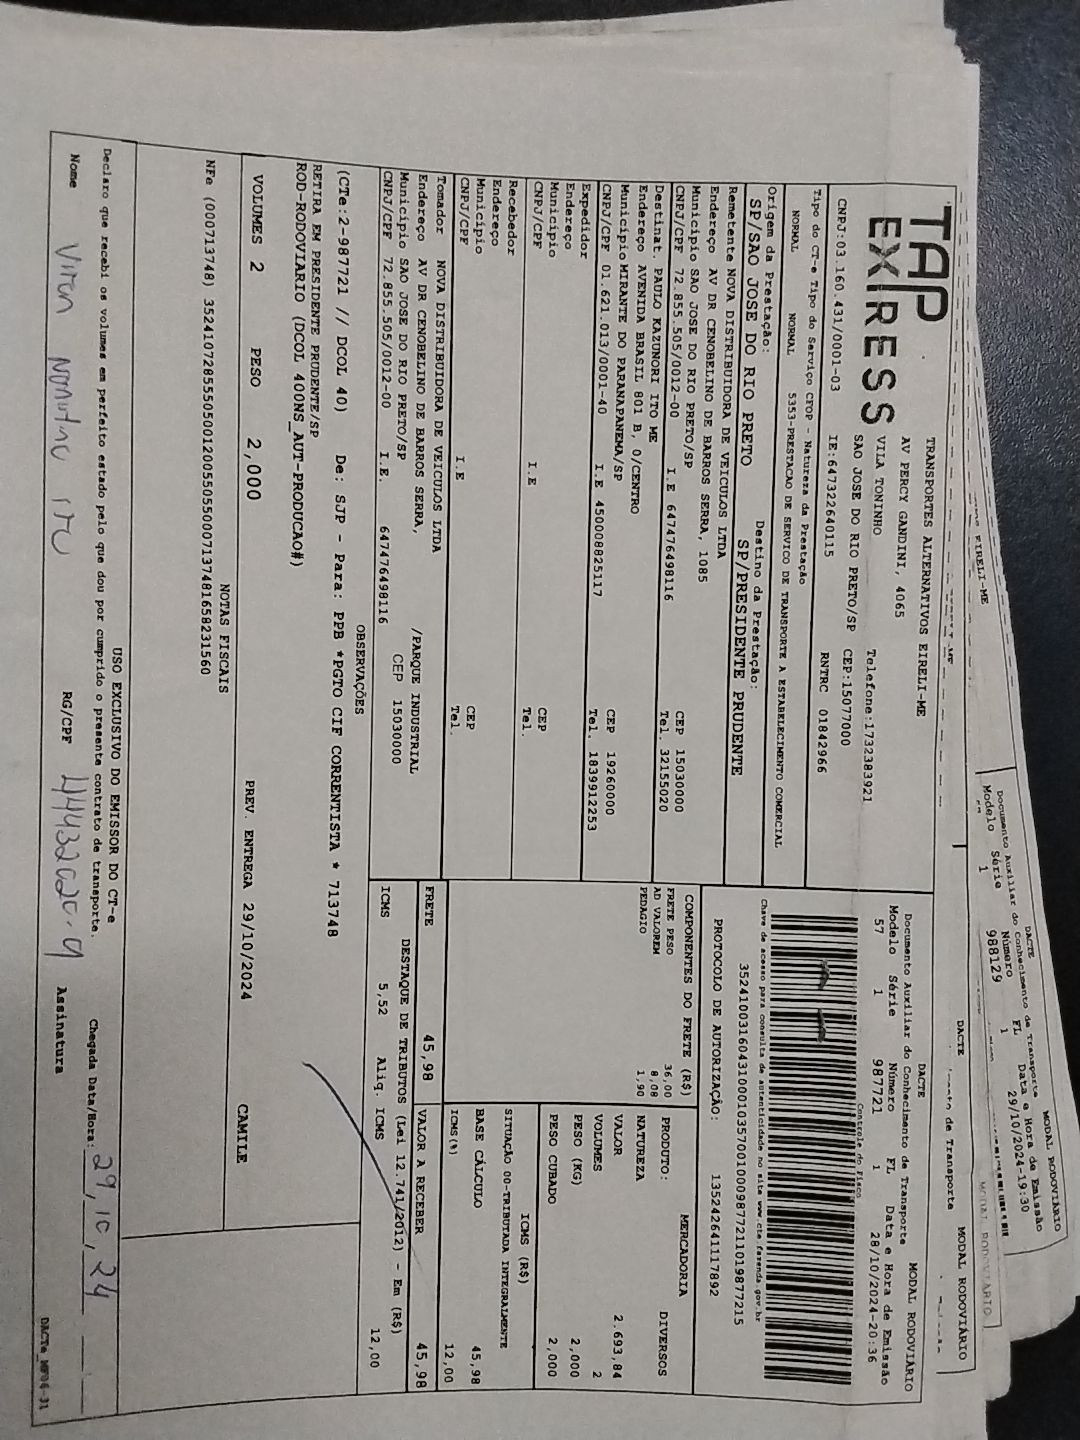 TAP EXPRESS
TRANSPORTES ALTERNATIVOS EIRELI-ME
AV PERCY GANDINI, 4065
VILA TONINHO
Telefone:1732383921
SAO JOSE DO RIO PRETO/SP
CEP:15077000
CNPJ:03.160.431/0001-03
IE:647322640115
RNTRC 01842966
DACTE
MODAL RODOVIÁRIO
Documento Auxiliar do Conhecimento de Transporte
Modelo Série Número FL Data e Hora de Emissão
57 1 987721 1 28/10/2024-20:36
Controle do Fisco
Tipo do CT-e Tipo do Serviço CFOP - Natureza da Prestação
NORMAL NORMAL 5353-PRESTACAO DE SERVICO DE TRANSPORTE A ESTABELECIMENTO COMERCIAL
Chave de acesso para consulta de autenticidade no site www.cte.fazenda.gov.br
35241003160431000103570010009877211019877215
PROTOCOLO DE AUTORIZAÇÃO: 135242641117892
Origem da Prestação: Destino da Prestação:
SP/SAO JOSE DO RIO PRETO SP/PRESIDENTE PRUDENTE
Remetente NOVA DISTRIBUIDORA DE VEICULOS LTDA
Endereço AV DR CENOBELINO DE BARROS SERRA, 1085
Município SAO JOSE DO RIO PRETO/SP CEP 15030000
CNPJ/CPF 72.855.505/0012-00 I.E 647476498116 Tel. 32155020
Destinat. PAULO KAZUNORI ITO ME
Endereço AVENIDA BRASIL 801 B, 0/CENTRO
Município MIRANTE DO PARANAPANEMA/SP CEP 19260000
CNPJ/CPF 01.621.013/0001-40 I.E 450008825117 Tel. 1839912253
Expedidor
Endereço
Município CEP
CNPJ/CPF I.E Tel.
Recebedor
Endereço
Município CEP
CNPJ/CPF I.E Tel.
Tomador NOVA DISTRIBUIDORA DE VEICULOS LTDA
Endereço AV DR CENOBELINO DE BARROS SERRA, /PARQUE INDUSTRIAL
Município SAO JOSE DO RIO PRETO/SP CEP 15030000
CNPJ/CPF 72.855.505/0012-00 I.E. 647476498116
COMPONENTES DO FRETE (R$)
FRETE PESO 36,00
AD VALOREM 8,08
PEDAGIO 1,90
MERCADORIA
PRODUTO: DIVERSOS
NATUREZA
VALOR 2.693,84
VOLUMES 2
PESO (KG) 2,000
PESO CUBADO 2,000
ICMS (R$)
SITUAÇÃO 00-TRIBUTADA INTEGRALMENTE
BASE CÁLCULO 45,98
ICMS(%) 12,00
FRETE 45,98 VALOR A RECEBER 45,98
DESTAQUE DE TRIBUTOS (Lei 12.741/2012) - Em (R$)
ICMS 5,52 Aliq. ICMS 12,00
OBSERVAÇÕES
(CTe:2-987721 // DCOL 40) De: SJP - Para: PPB *PGTO CIF CORRENTISTA * 713748
RETIRA EM PRESIDENTE PRUDENTE/SP
ROD-RODOVIARIO (DCOL 400NS_AUT-PRODUCAO#)
VOLUMES 2 PESO 2,000 PREV. ENTREGA 29/10/2024 CAMILE
NOTAS FISCAIS
NFe (000713748) 35241072855505001200550550007137481658231560
USO EXCLUSIVO DO EMISSOR DO CT-e
Declaro que recebi os volumes em perfeito estado pelo que dou por cumprido o presente contrato de transporte.
Chegada Data/Hora: 29,10,24
Nome RG/CPF Assinatura
DACTE
MODAL RODOVIÁRIO
Documento Auxiliar do Conhecimento de Transporte
Modelo Série Número FL Data e Hora de Emissão
1 988129 1 29/10/2024-19:30
EIRELI-ME
DACTE
MODAL RODOVIÁRIO